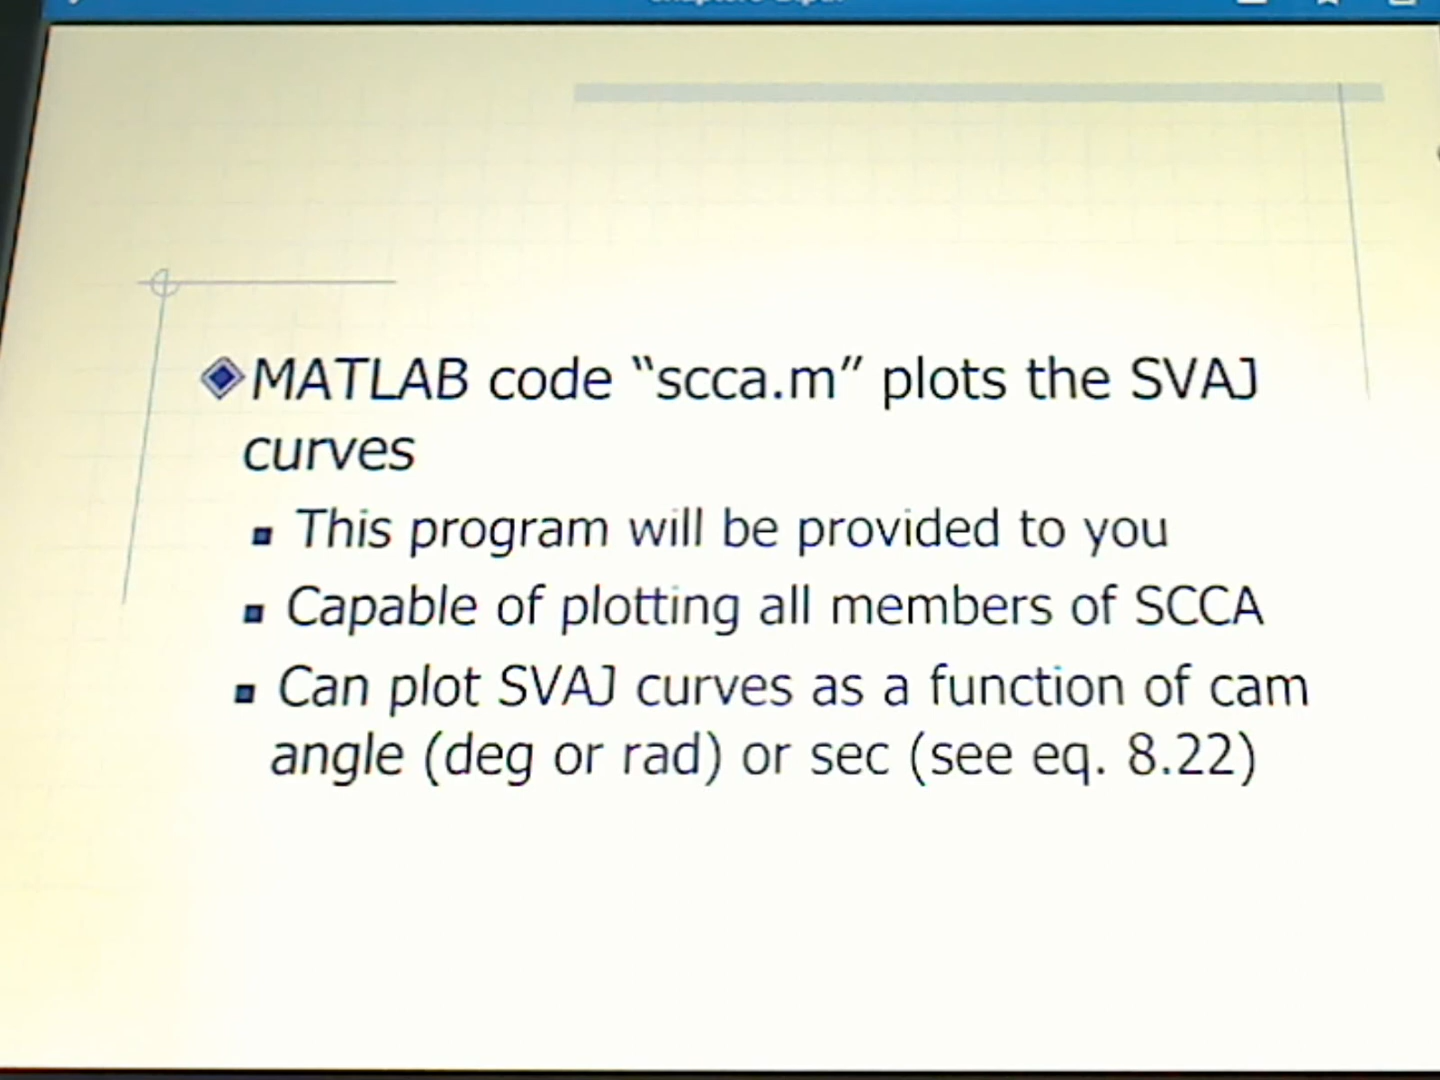 MATLAB code “scca.m” plots the SVAJ
curves
This program will be provided to you
Capable of plotting all members of SCCA
Can plot SVAJ curves as a function of cam
angle (deg or rad) or sec (see eq. 8.22)